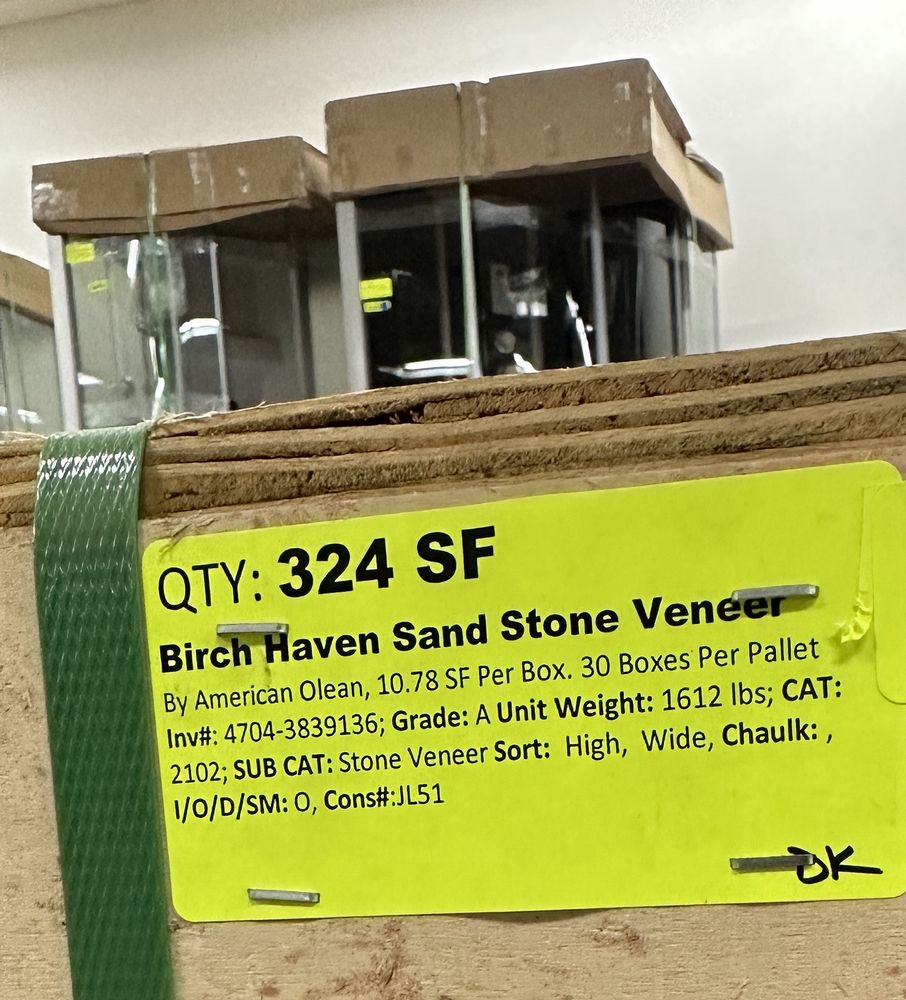 QTY: 324 SF
Birch Haven Sand Stone Veneer
By American Olean, 10.78 SF Per Box. 30 Boxes Per Pallet
Inv#: 4704-3839136; Grade: A Unit Weight: 1612 lbs; CAT:
2102; SUB CAT: Stone Veneer Sort: High, Wide, Chaulk: ,
I/O/D/SM: O, Cons#:JL51
OK